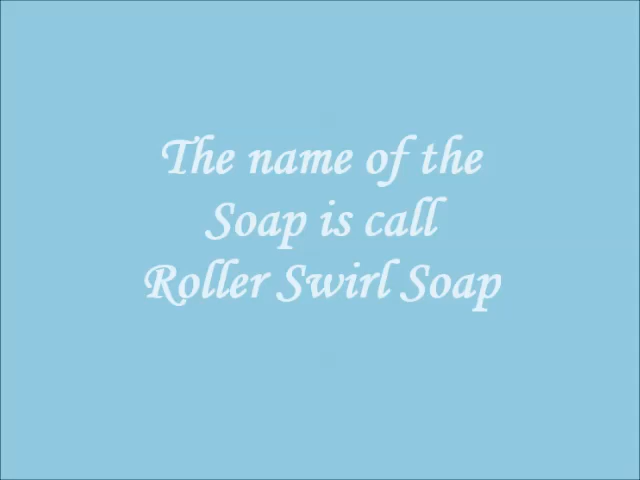 The name of the
Soap is call
Roller Swirl Soap